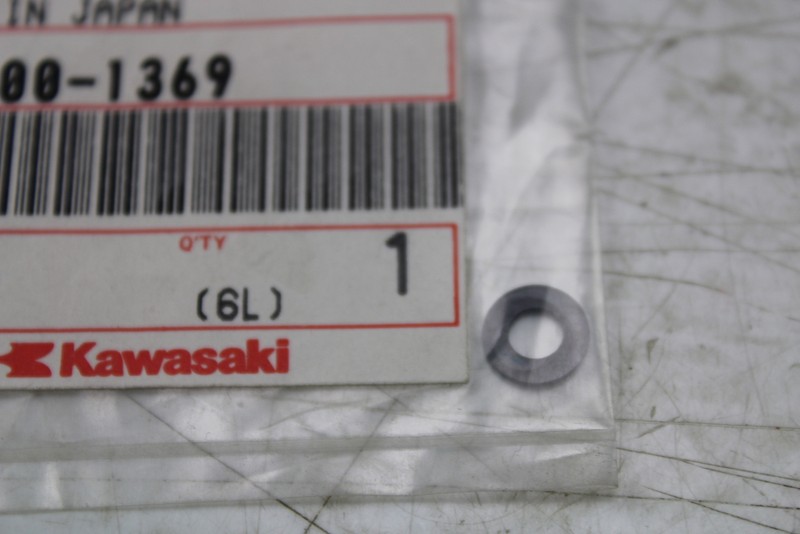 IN JAPAN
00-1369
Q'TY
1
(6L)
Kawasaki